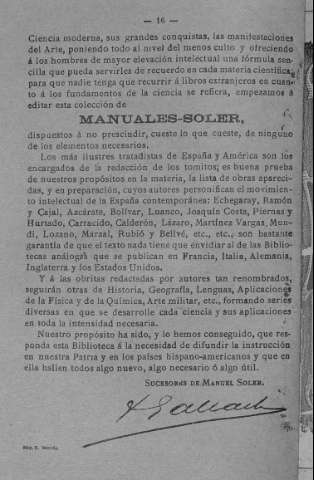 — 16 —
Ciencia moderna, sus grandes conquistas, las manifestaciones
del Arte, poniendo todo al nivel del menos culto y ofreciendo
á los hombres de mayor elevación intelectual una fórmula sen-
cilla que pueda servirles de recuerdo en cada materia científica,
para que nadie tenga que recurrir á libros extranjeros en cuan-
to á los fundamentos de la ciencia se refiera, empezamos á
editar esta colección de
MANUALES-SOLER,
dispuestos á no prescindir, cueste lo que cueste, de ninguno
de los elementos necesarios.
Los más ilustres tratadistas de España y América son los
encargados de la redacción de los tomitos; es buena prueba
de nuestros propósitos en la materia, la lista de obras apareci-
das, y en preparación, cuyos autores personifican el movimien-
to intelectual de la España contemporánea: Echegaray, Ramón
y Cajal, Azcárate, Bolívar, Luanco, Joaquín Costa, Piernas y
Hurtado, Carracido, Calderón, Lázaro, Martínez Vargas, Mun-
di, Lozano, Marzal, Rubió y Bellvé, etc., etc., son bastante
garantía de que el texto nada tiene que envidiar al de las Biblio-
tecas análogas que se publican en Francia, Italia, Alemania,
Inglaterra y los Estados Unidos.
Y á las obritas redactadas por autores tan renombrados,
seguirán otras de Historia, Geografía, Lenguas, Aplicaciones
de la Física y de la Química, Arte militar, etc., formando series
diversas en que se desarrolle cada ciencia y sus aplicaciones
en toda la intensidad necesaria.
Nuestro propósito ha sido, y lo hemos conseguido, que res-
ponda esta Biblioteca á la necesidad de difundir la instrucción
en nuestra Patria y en los países hispano-americanos y que en
ella hallen todos algo nuevo, algo necesario ó algo útil.
SUCESORES DE MANUEL SOLER.